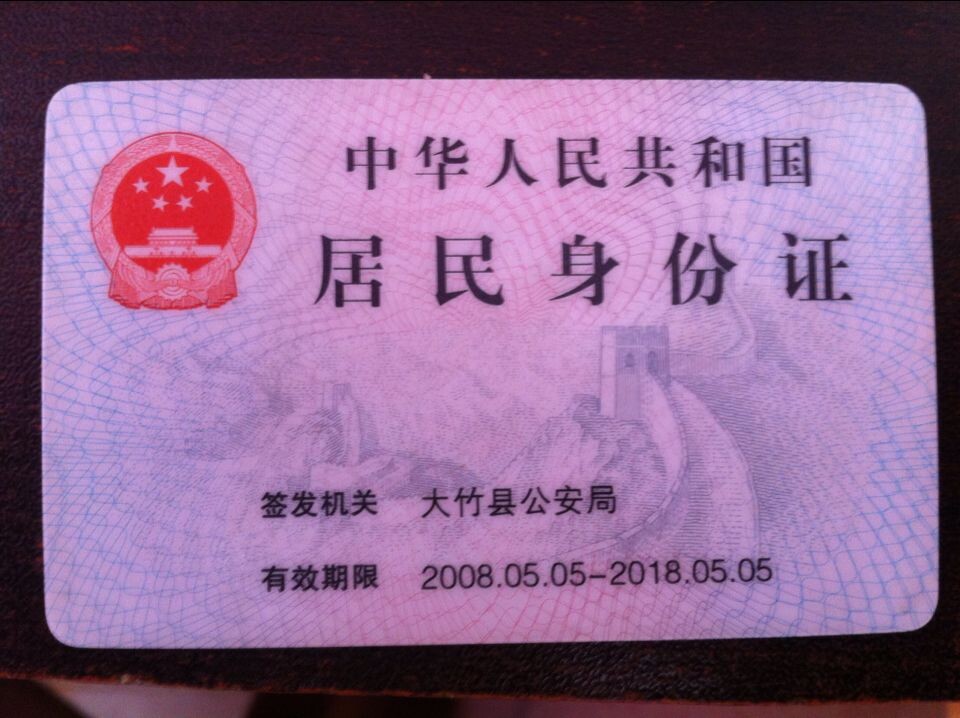 中华人民共和国
居民身份证
签发机关 大竹县公安局
有效期限 2008.05.05-2018.05.05